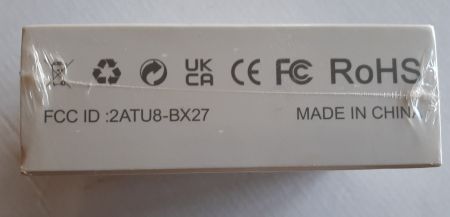 UK CA CE FC RoHS
FCC ID :2ATU8-BX27 MADE IN CHINA